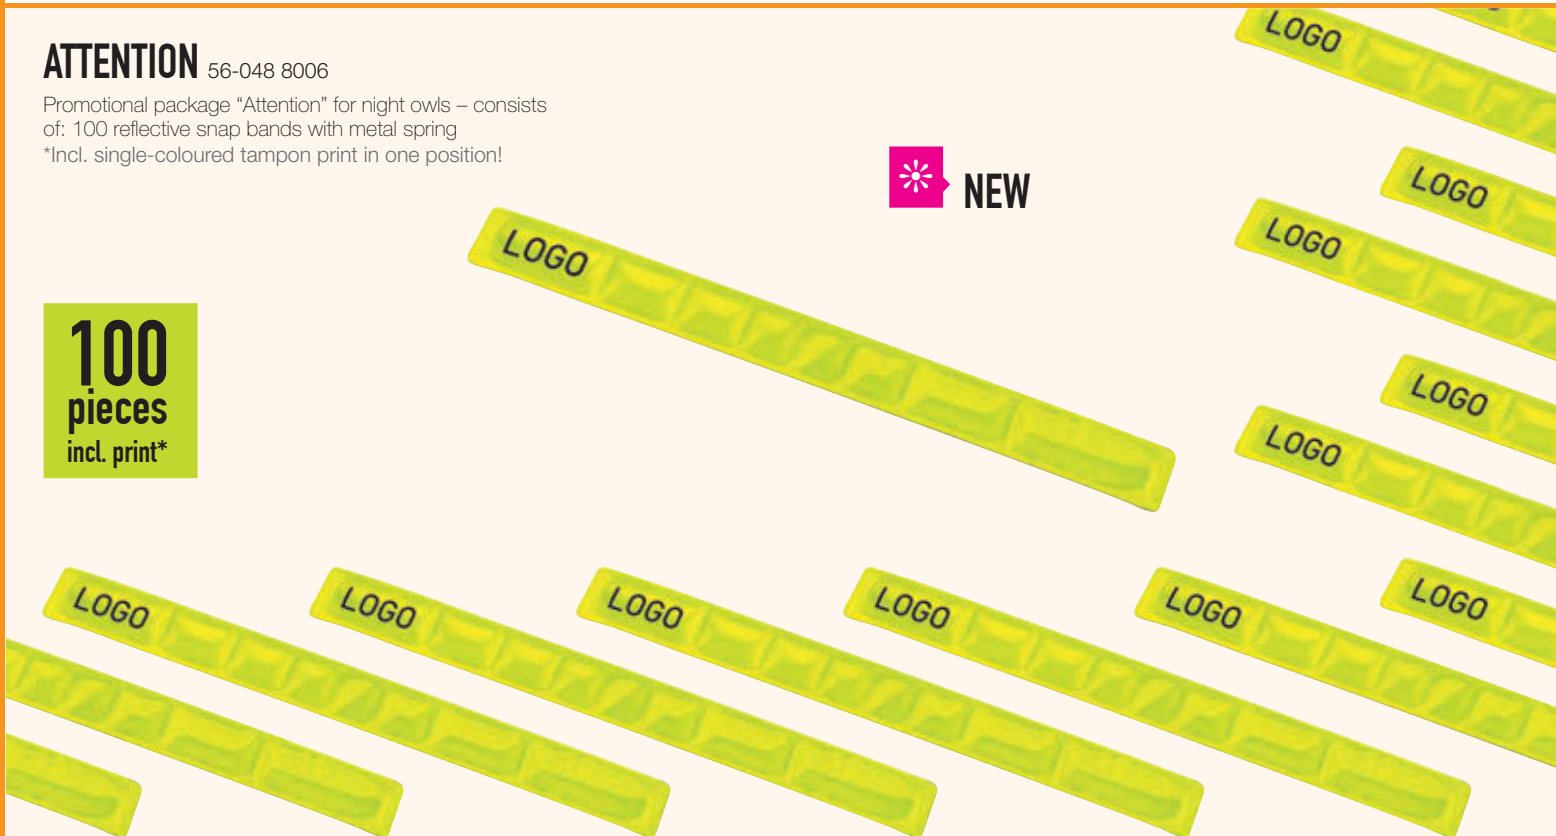 ATTENTION 56-048 8006
Promotional package “Attention” for night owls – consists
of: 100 reflective snap bands with metal spring
*Incl. single-coloured tampon print in one position!
NEW
100
pieces
incl. print*
LOGO
LOGO
LOGO
LOGO
LOGO
LOGO
LOGO
LOGO
LOGO
LOGO
LOGO
LOGO